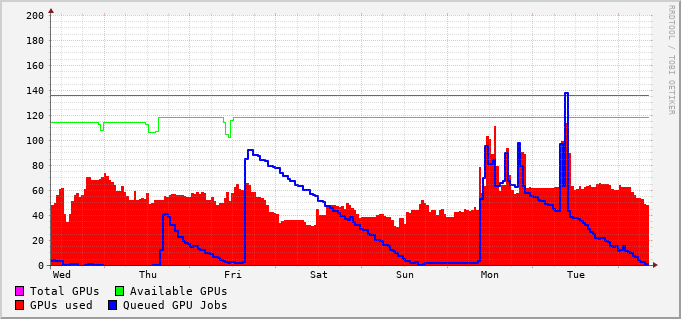 200
180
160
140
120
100
80
60
40
20
0
Wed Thu Fri Sat Sun Mon Tue
Total GPUs Available GPUs
GPUs used Queued GPU Jobs
RRDTOOL / TOBI OETIKER